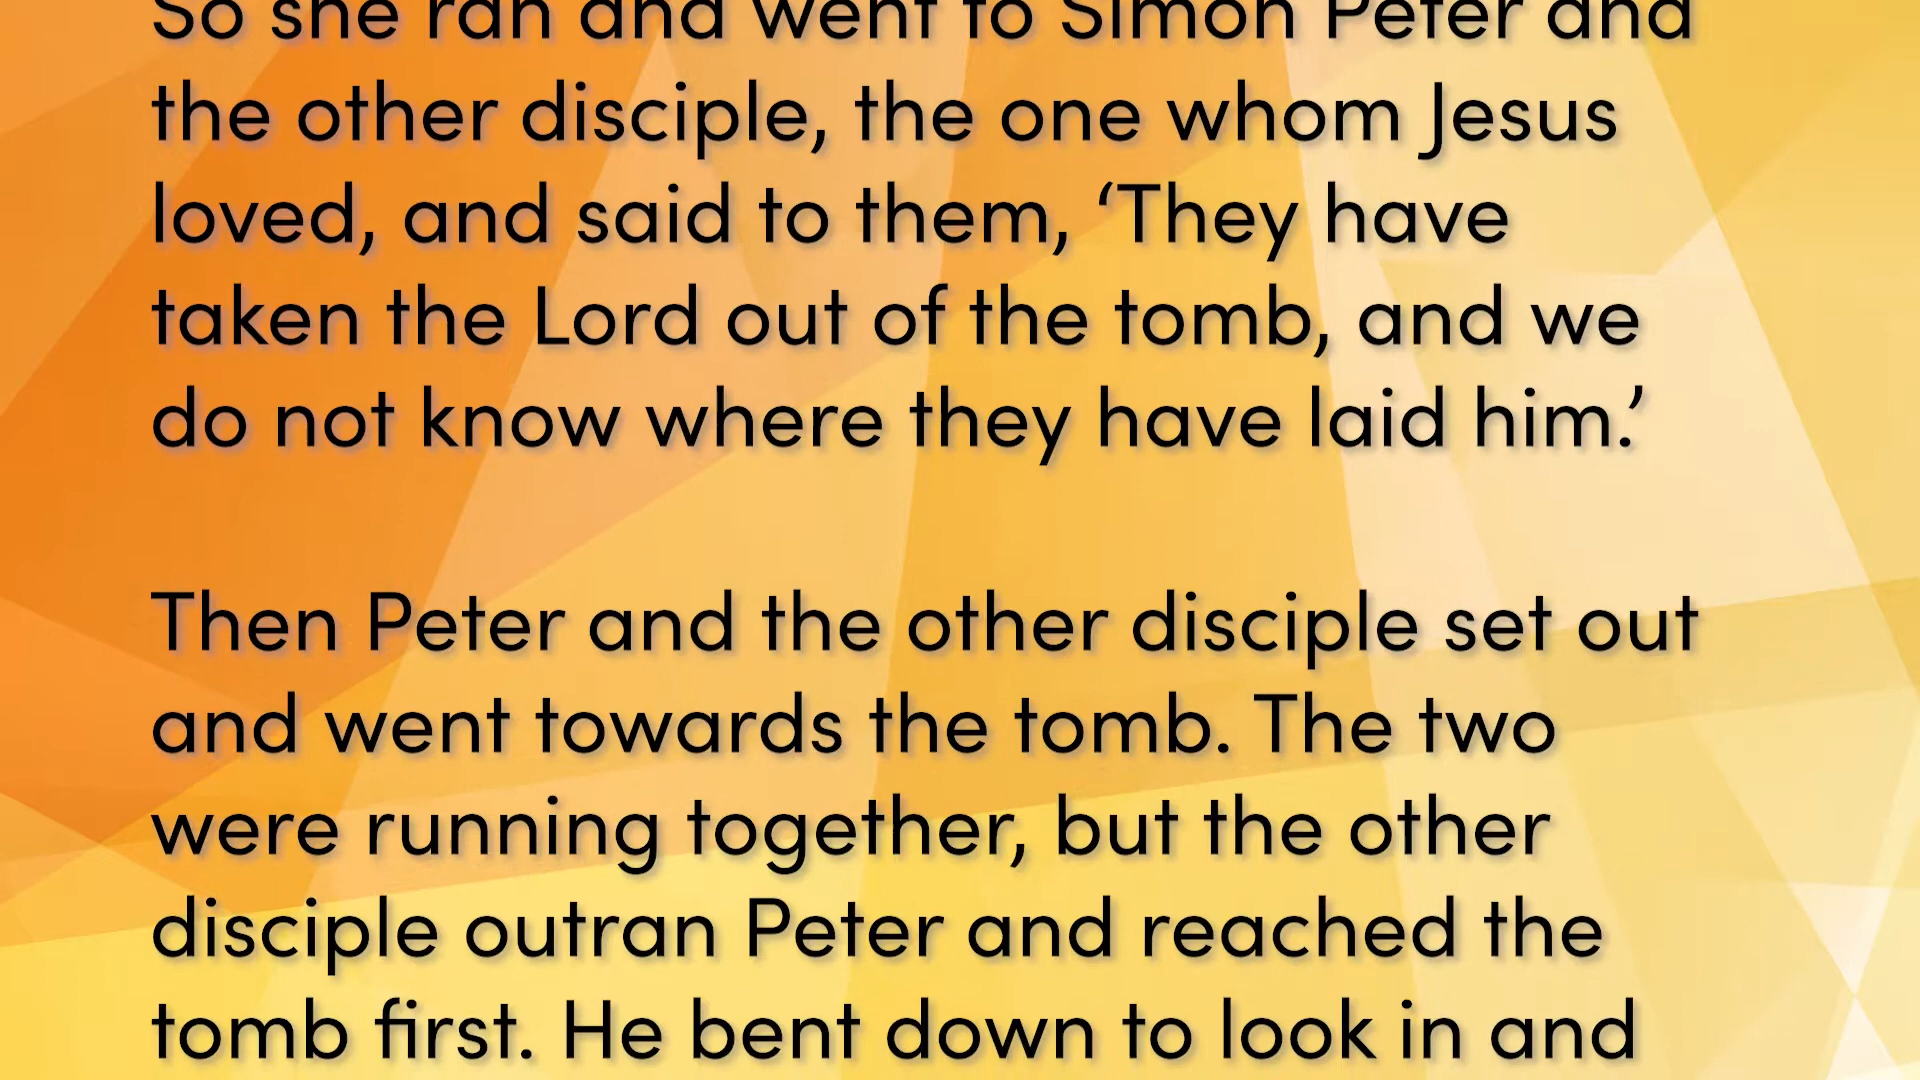 So she ran and went to Simon Peter and
the other disciple, the one whom Jesus
loved, and said to them, ‘They have
taken the Lord out of the tomb, and we
do not know where they have laid him.’
Then Peter and the other disciple set out
and went towards the tomb. The two
were running together, but the other
disciple outran Peter and reached the
tomb first. He bent down to look in and